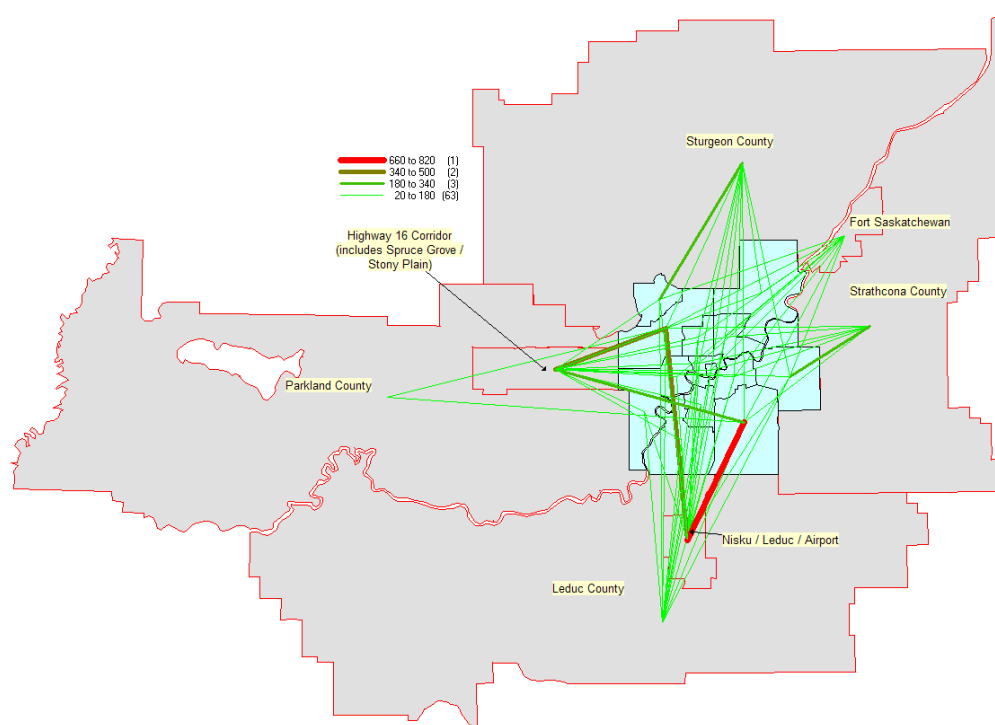 Sturgeon County
660 to 820 (1)
340 to 500 (2)
180 to 340 (3)
20 to 180 (63)
Fort Saskatchewan
Highway 16 Corridor
(includes Spruce Grove /
Stony Plain)
Strathcona County
Parkland County
Nisku / Leduc / Airport
Leduc County